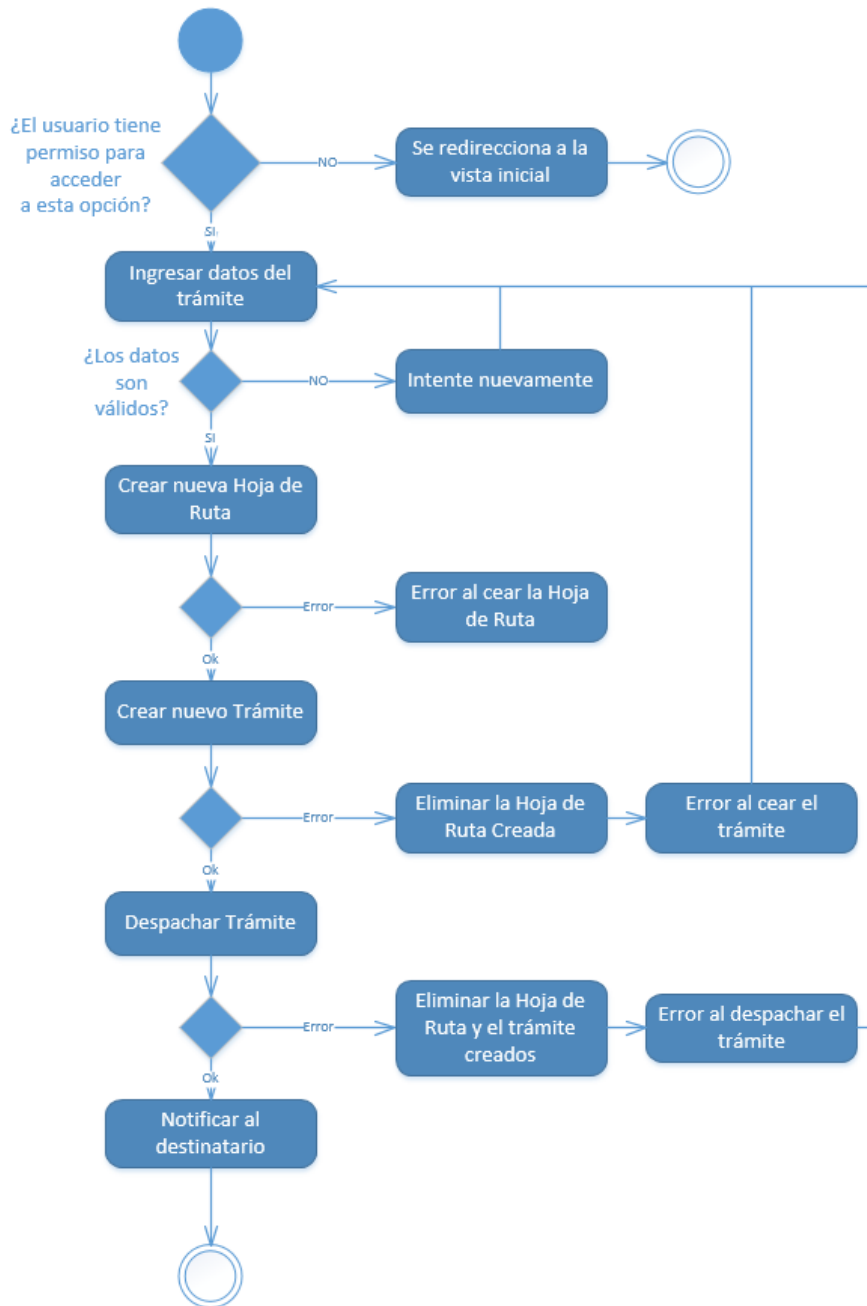 ¿El usuario tiene
permiso para
acceder
a esta opción?
NO
Se redirecciona a la
vista inicial
SI
Ingresar datos del
trámite
¿Los datos
son
válidos?
NO
Intente nuevamente
SI
Crear nueva Hoja de
Ruta
Error
Error al cear la Hoja
de Ruta
Ok
Crear nuevo Trámite
Error
Eliminar la Hoja de
Ruta Creada
Error al cear el
trámite
Ok
Despachar Trámite
Error
Eliminar la Hoja de
Ruta y el trámite
creados
Error al despachar el
trámite
Ok
Notificar al
destinatario